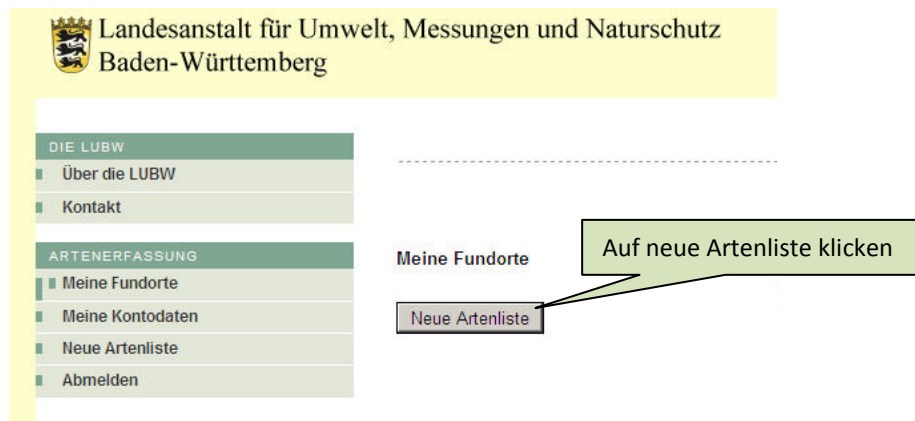 Landesanstalt für Umwelt, Messungen und Naturschutz
Baden-Württemberg
DIE LUBW
Über die LUBW
Kontakt
ARTENERFASSUNG
Meine Fundorte
Meine Kontodaten
Neue Artenliste
Abmelden
Meine Fundorte
Auf neue Artenliste klicken
Neue Artenliste